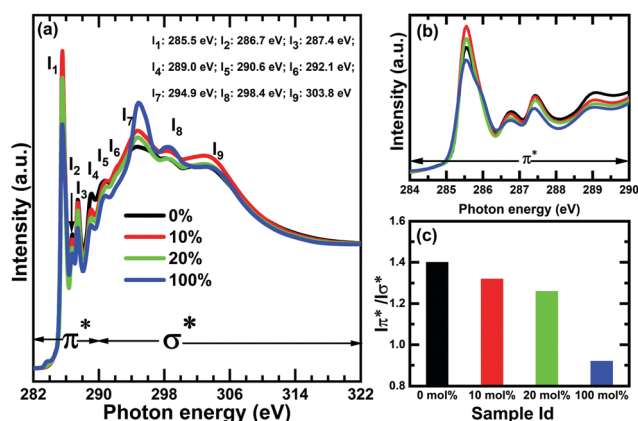 (a)
I1: 285.5 eV; I2: 286.7 eV; I3: 287.4 eV;
I4: 289.0 eV; I5: 290.6 eV; I6: 292.1 eV;
I7: 294.9 eV; I8: 298.4 eV; I9: 303.8 eV
I1
I2
I3
I4
I5
I6
I7
I8
I9
0%
10%
20%
100%
π*
σ*
Intensity (a.u.)
282 290 298 306 314 322
Photon energy (eV)
(b)
Intensity (a.u.)
π*
284 285 286 287 288 289 290
Photon energy (eV)
(c)
Iπ*/Iσ*
1.6
1.4
1.2
1.0
0.8
0 mol% 10 mol% 20 mol% 100 mol%
Sample Id